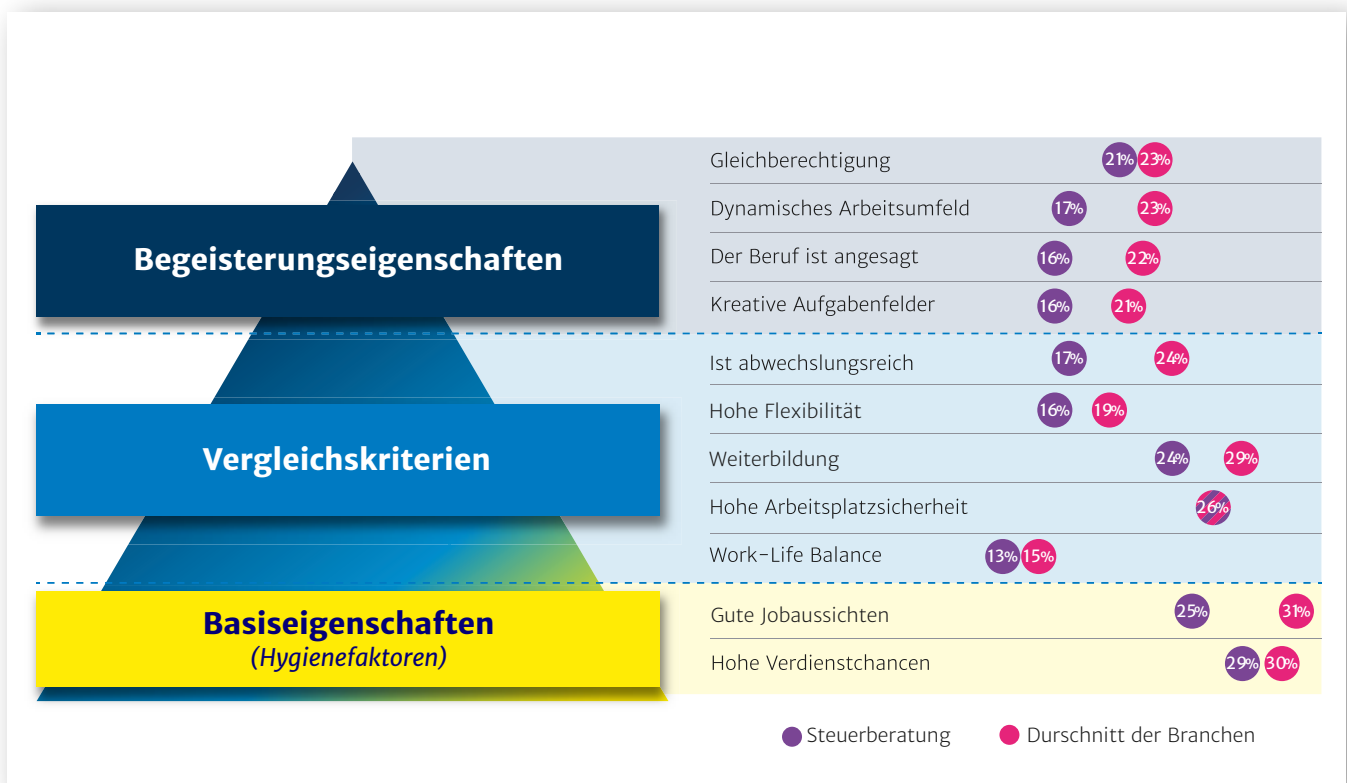 Gleichberechtigung 21% 23%
Dynamisches Arbeitsumfeld 17% 23%
Begeisterungseigenschaften
Der Beruf ist angesagt 16% 22%
Kreative Aufgabenfelder 16% 21%
Ist abwechslungsreich 17% 24%
Hohe Flexibilität 16% 19%
Vergleichskriterien
Weiterbildung 24% 29%
Hohe Arbeitsplatzsicherheit 26%
Work-Life Balance 13% 15%
Basiseigenschaften
(Hygienefaktoren)
Gute Jobaussichten 25% 31%
Hohe Verdienstchancen 29% 30%
Steuerberatung Durschnitt der Branchen